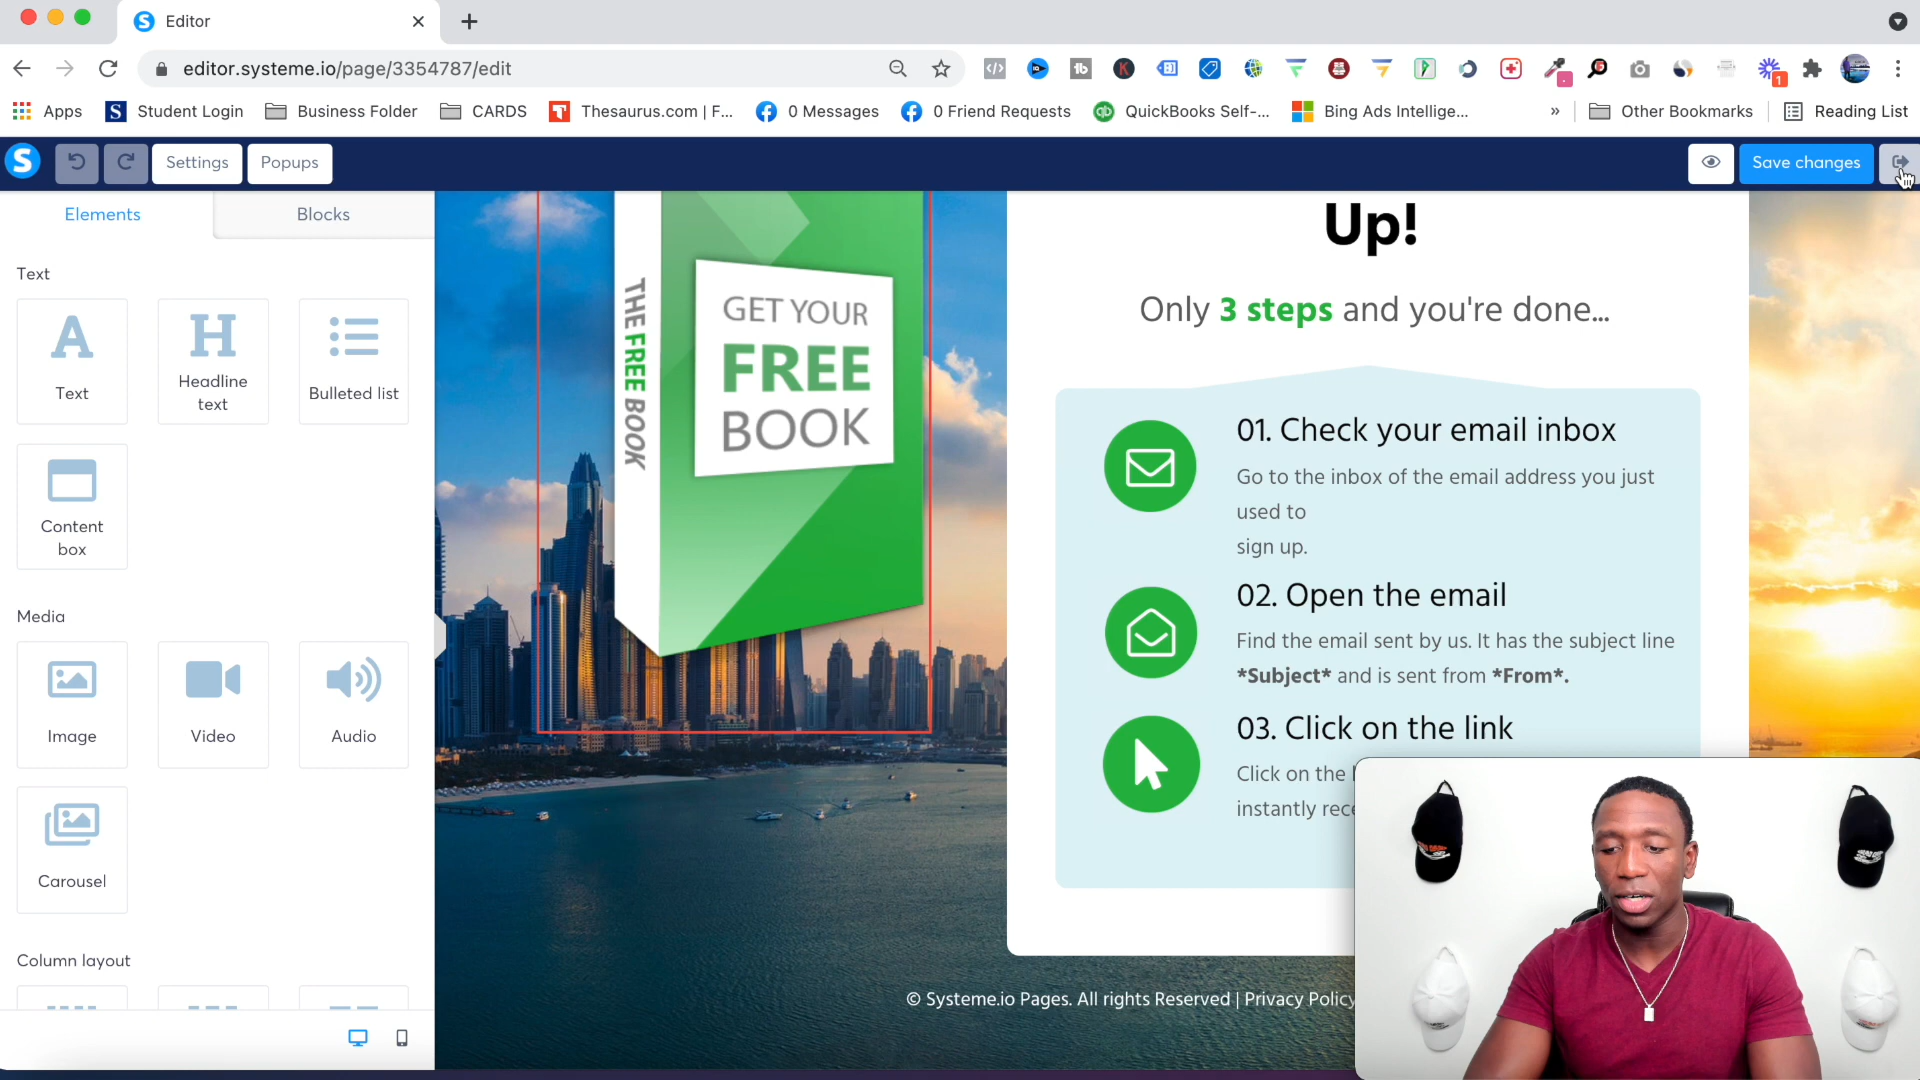 Editor
editor.systeme.io/page/3354787/edit
Apps
Student Login
Business Folder
CARDS
Thesaurus.com | F...
0 Messages
0 Friend Requests
QuickBooks Self-...
Bing Ads Intellige...
»
Other Bookmarks
Reading List
Settings
Popups
Save changes
Elements
Blocks
Text
Text
Headline
text
Bulleted list
Content
box
Media
Image
Video
Audio
Carousel
Column layout
THE FREE BOOK
GET YOUR
FREE
BOOK
Up!
Only 3 steps and you're done...
01. Check your email inbox
Go to the inbox of the email address you just
used to
sign up.
02. Open the email
Find the email sent by us. It has the subject line
*Subject* and is sent from *From*.
03. Click on the link
Click on the
instantly
© Systeme.io Pages. All rights Reserved | Privacy Policy